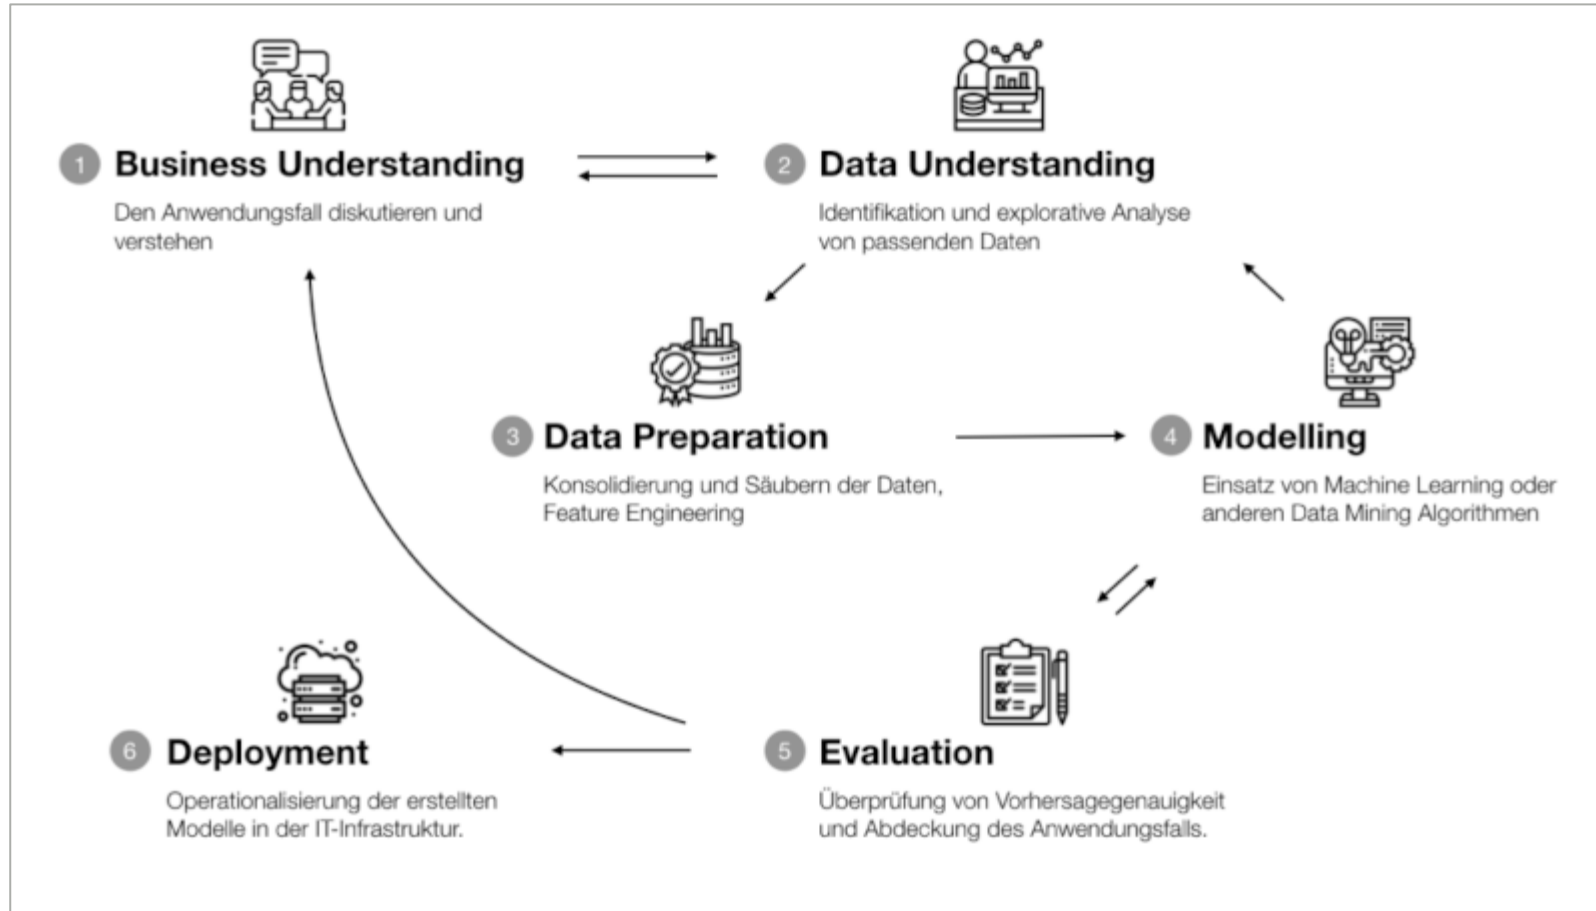 1 Business Understanding
Den Anwendungsfall diskutieren und
verstehen
2 Data Understanding
Identifikation und explorative Analyse
von passenden Daten
3 Data Preparation
Konsolidierung und Säubern der Daten,
Feature Engineering
4 Modelling
Einsatz von Machine Learning oder
anderen Data Mining Algorithmen
5 Evaluation
Überprüfung von Vorhersagegenauigkeit
und Abdeckung des Anwendungsfalls.
6 Deployment
Operationalisierung der erstellten
Modelle in der IT-Infrastruktur.